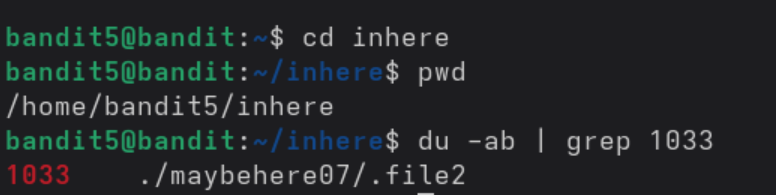 bandit5@bandit:~$ cd inhere
bandit5@bandit:~/inhere$ pwd
/home/bandit5/inhere
bandit5@bandit:~/inhere$ du -ab | grep 1033
1033    ./maybehere07/.file2